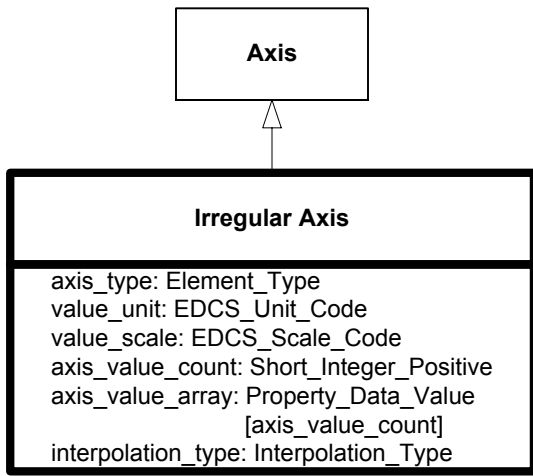 Axis
Irregular Axis
axis_type: Element_Type
value_unit: EDCS_Unit_Code
value_scale: EDCS_Scale_Code
axis_value_count: Short_Integer_Positive
axis_value_array: Property_Data_Value
[axis_value_count]
interpolation_type: Interpolation_Type